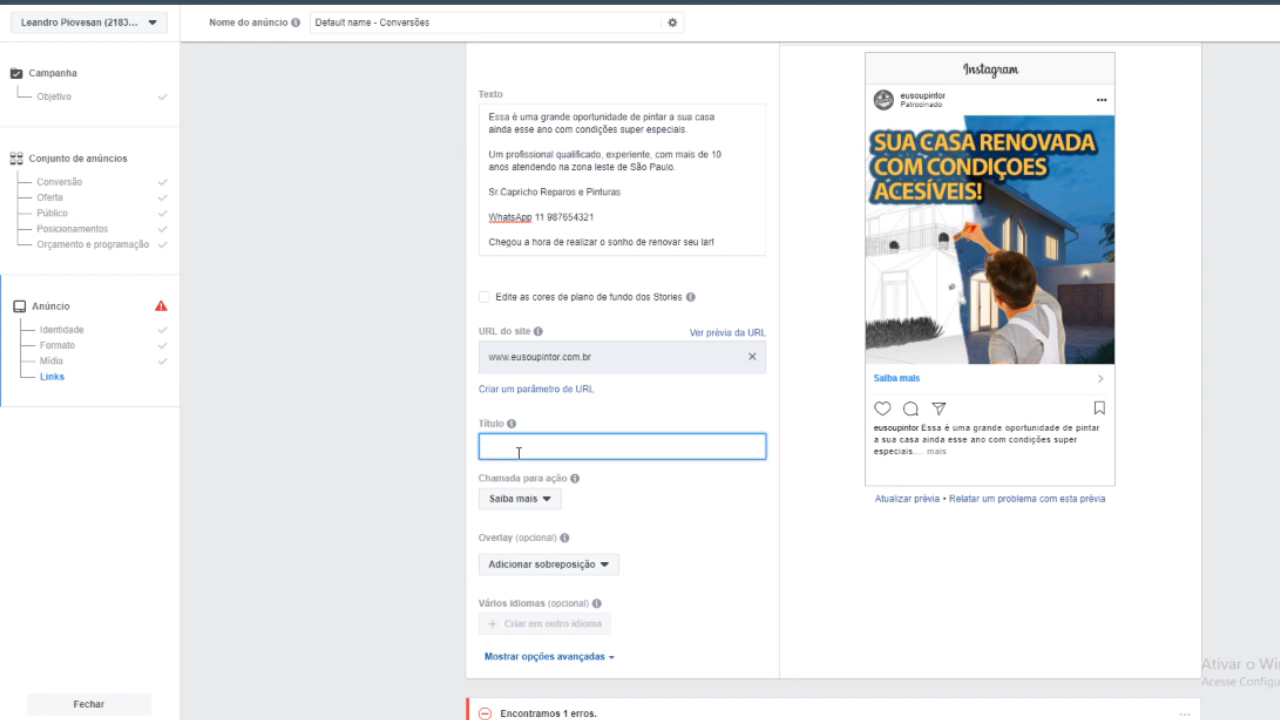 Leandro Piovesan (2183...
Nome do anúncio
Default name - Conversões
Campanha
Objetivo
Conjunto de anúncios
Conversão
Oferta
Público
Posicionamentos
Orçamento e programação
Anúncio
Identidade
Formato
Mídia
Links
Fechar
Texto
Essa é uma grande oportunidade de pintar a sua casa
ainda esse ano com condições super especiais.
Um profissional qualificado, experiente, com mais de 10
anos atendendo na zona leste de São Paulo.
Sr Capricho Reparos e Pinturas
WhatsApp 11 987654321
Chegou a hora de realizar o sonho de renovar seu lar!
Edite as cores de plano de fundo dos Stories
URL do site
Ver prévia da URL
www.eusoupintor.com.br
Criar um parâmetro de URL
Título
Chamada para ação
Saiba mais
Overlay (opcional)
Adicionar sobreposição
Vários idiomas (opcional)
+ Criar em outro idioma
Mostrar opções avançadas
Encontramos 1 erros.
Instagram
eusoupintor
Patrocinado
SUA CASA RENOVADA
COM CONDIÇOES
ACESÍVEIS!
Saiba mais
eusoupintor Essa é uma grande oportunidade de pintar
a sua casa ainda esse ano com condições super
especiais.... mais
Atualizar prévia • Relatar um problema com esta prévia
Ativar o Wi
Acesse Configu